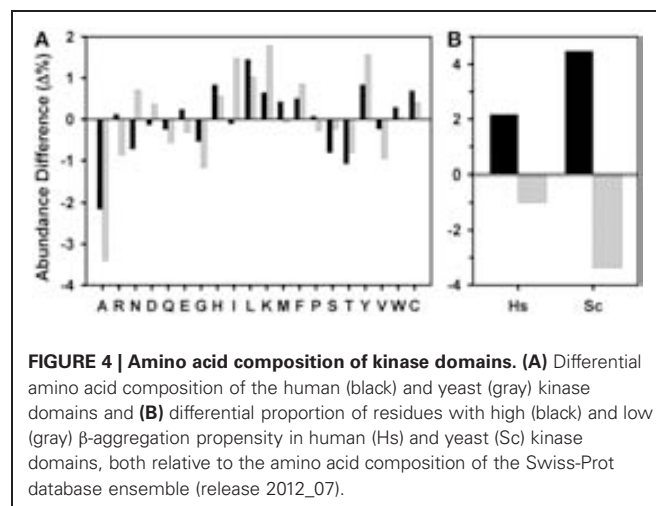 A
B
Abundance Difference (Δ%)
2
1
0
-1
-2
-3
-4
4
2
0
-2
-4
A R N D Q E G H I L K M F P S T Y V W C
Hs Sc
FIGURE 4 | Amino acid composition of kinase domains. (A) Differential
amino acid composition of the human (black) and yeast (gray) kinase
domains and (B) differential proportion of residues with high (black) and low
(gray) β-aggregation propensity in human (Hs) and yeast (Sc) kinase
domains, both relative to the amino acid composition of the Swiss-Prot
database ensemble (release 2012_07).